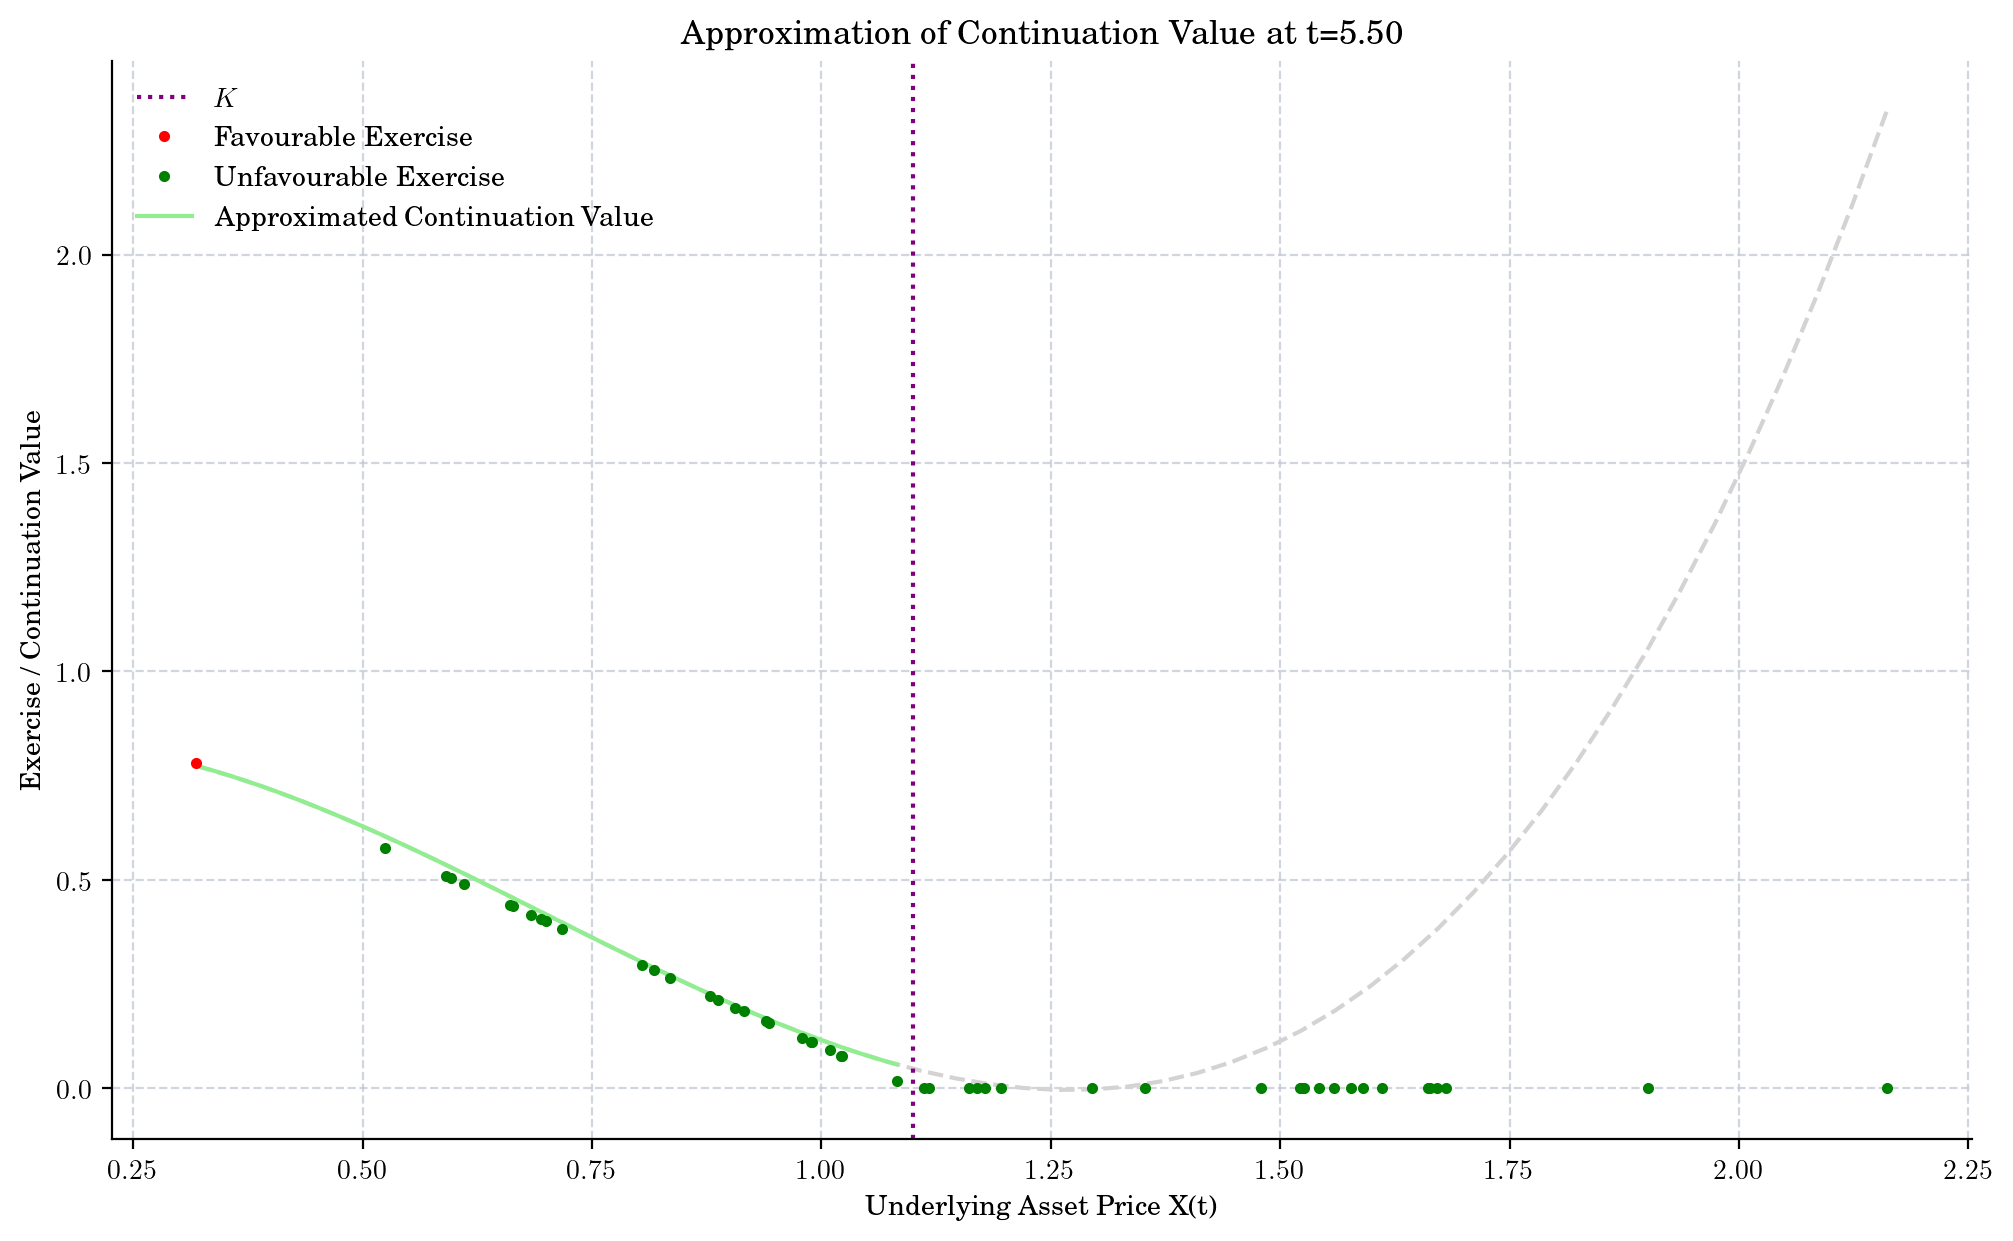 Approximation of Continuation Value at t=5.50
K
Favourable Exercise
Unfavourable Exercise
Approximated Continuation Value
Exercise / Continuation Value
2.0
1.5
1.0
0.5
0.0
0.25 0.50 0.75 1.00 1.25 1.50 1.75 2.00 2.25
Underlying Asset Price X(t)